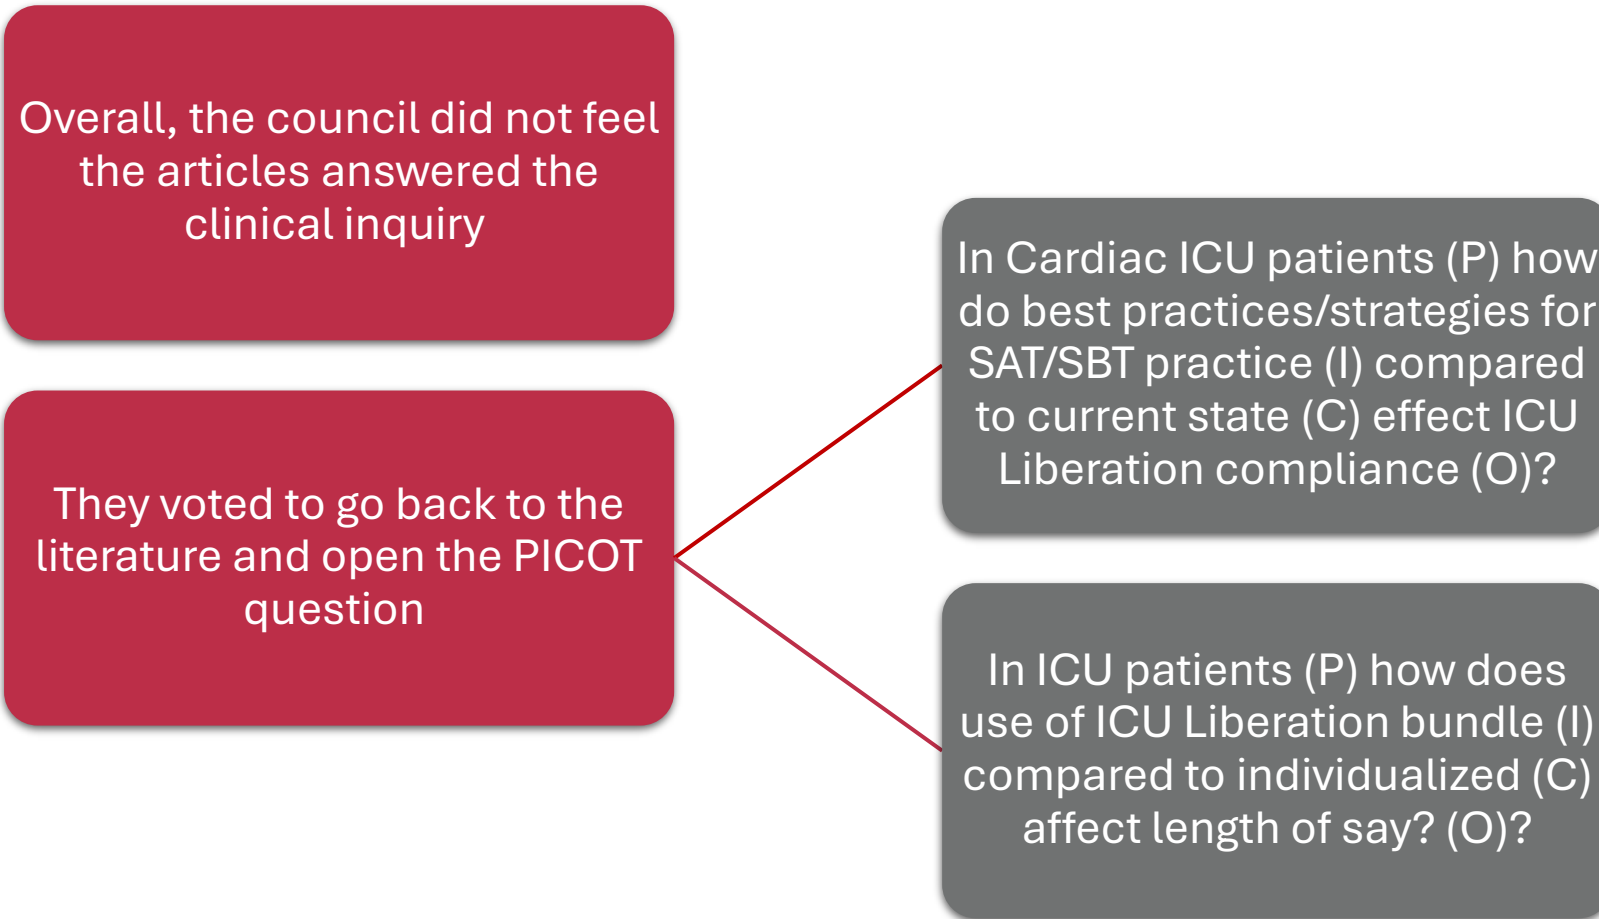 Overall, the council did not feel
the articles answered the
clinical inquiry
They voted to go back to the
literature and open the PICOT
question
In Cardiac ICU patients (P) how
do best practices/strategies for
SAT/SBT practice (I) compared
to current state (C) effect ICU
Liberation compliance (O)?
In ICU patients (P) how does
use of ICU Liberation bundle (I)
compared to individualized (C)
affect length of say? (O)?